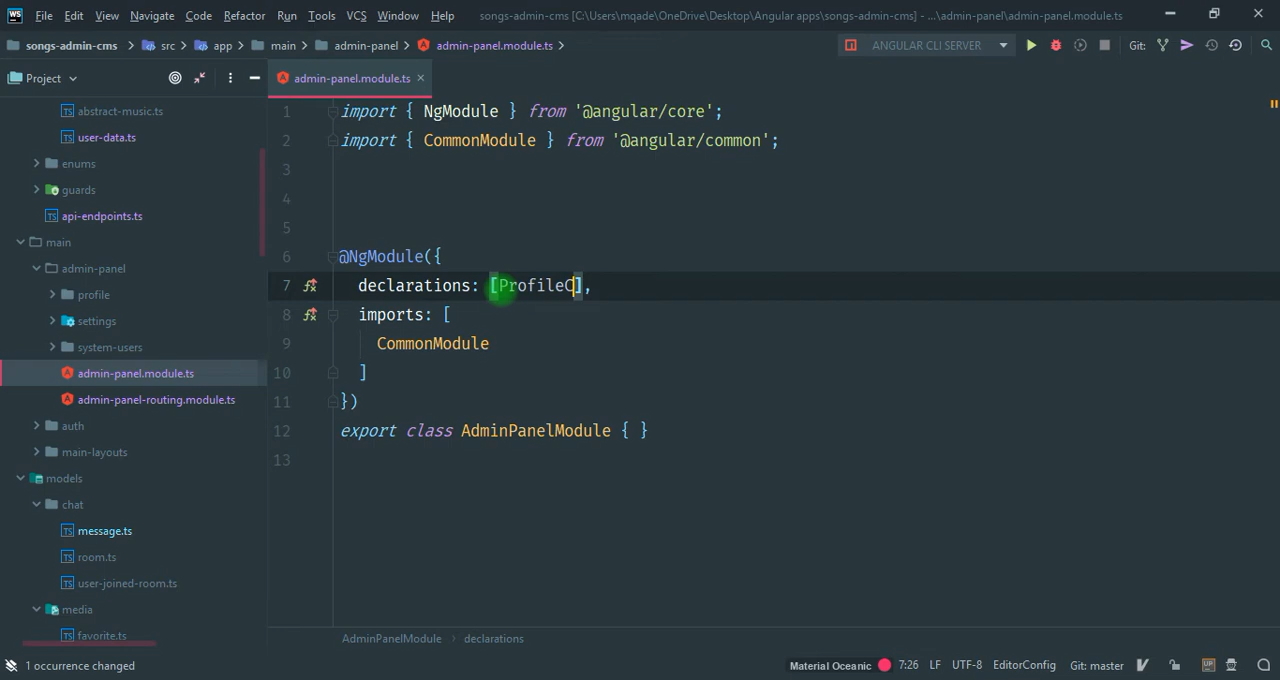 WS File Edit View Navigate Code Refactor Run Tools VCS Window Help songs-admin-cms [C:\Users\mqade\OneDrive\Desktop\Angular apps\songs-admin-cms] - ...\admin-panel\admin-panel.module.ts
songs-admin-cms src app main admin-panel admin-panel.module.ts ANGULAR CLI SERVER Git:
Project admin-panel.module.ts
abstract-music.ts
user-data.ts
enums
guards
api-endpoints.ts
main
admin-panel
profile
settings
system-users
admin-panel.module.ts
admin-panel-routing.module.ts
auth
main-layouts
models
chat
message.ts
room.ts
user-joined-room.ts
media
favorite.ts
1 import { NgModule } from '@angular/core';
2 import { CommonModule } from '@angular/common';
3
4
5
6 @NgModule({
7 declarations: [ProfileC],
8 imports: [
9 CommonModule
10 ]
11 })
12 export class AdminPanelModule { }
13
AdminPanelModule declarations
1 occurrence changed Material Oceanic 7:26 LF UTF-8 EditorConfig Git: master UP